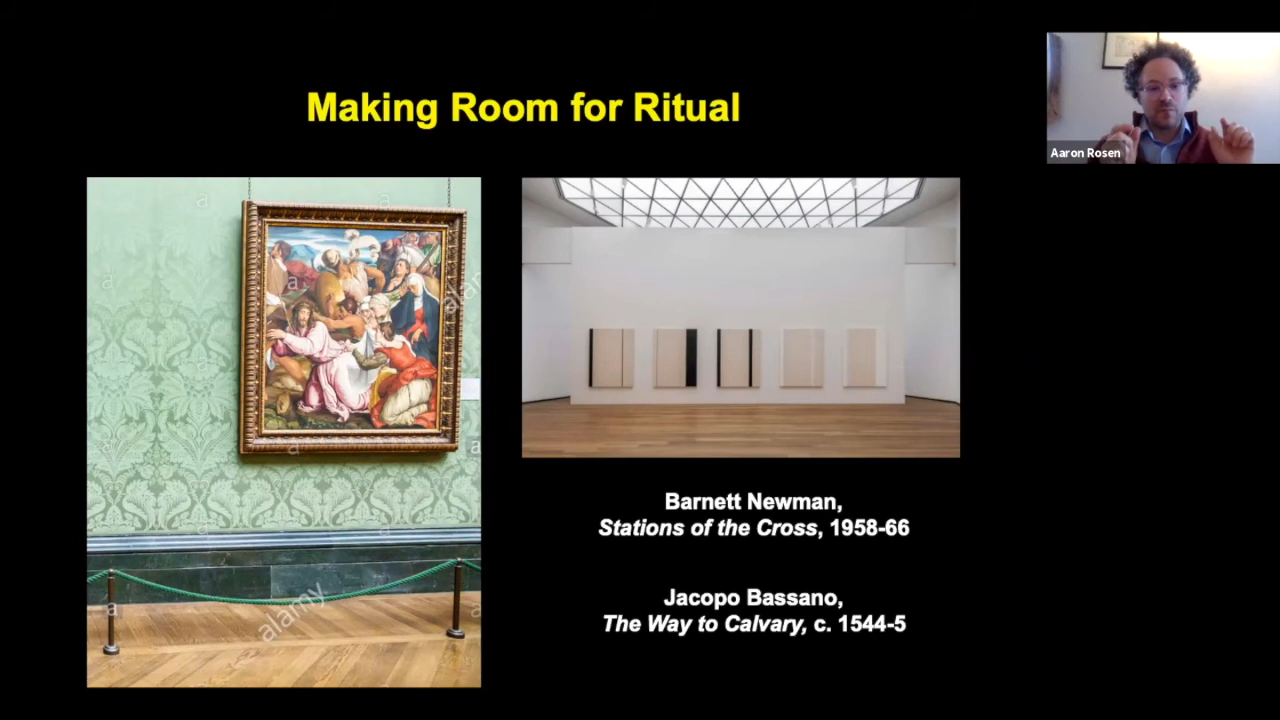 Making Room for Ritual
Aaron Rosen
Barnett Newman,
Stations of the Cross, 1958-66
Jacopo Bassano,
The Way to Calvary, c. 1544-5
alamy